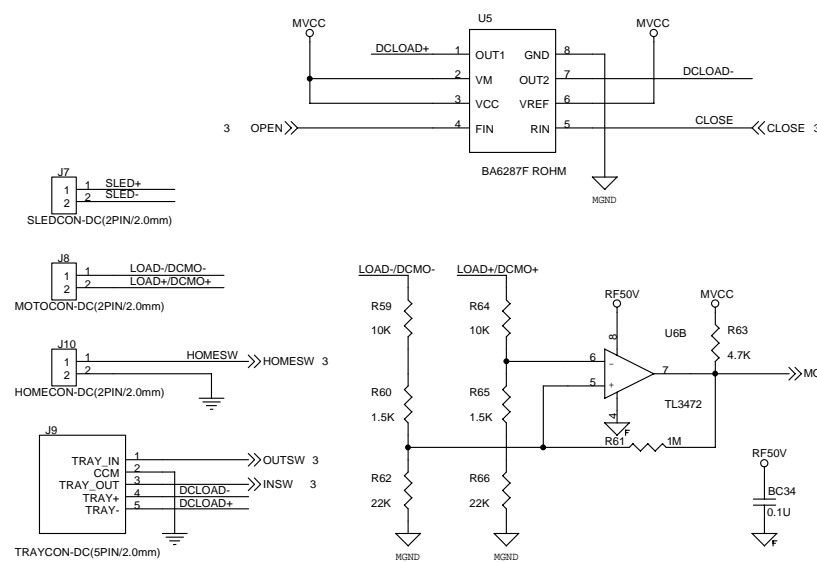 U5
MVCC
MVCC
DCLOAD+ 1 OUT1 GND 8
2 VM OUT2 7 DCLOAD-
3 VCC VREF 6
3 OPEN 4 FIN RIN 5 CLOSE CLOSE 3
BA6287F ROHM
MGND
J7
1 1 SLED+
2 2 SLED-
SLEDCON-DC(2PIN/2.0mm)
J8
1 1 LOAD-/DCMO-
2 2 LOAD+/DCMO+
MOTOCON-DC(2PIN/2.0mm)
J10
1 1 HOMESW HOMESW 3
2 2
HOMECON-DC(2PIN/2.0mm)
J9
TRAY_IN 1 OUTSW 3
CCM 2
TRAY_OUT 3 INSW 3
TRAY+ 4 DCLOAD-
TRAY- 5 DCLOAD+
TRAYCON-DC(5PIN/2.0mm)
LOAD-/DCMO- LOAD+/DCMO+
R59
10K
R64
10K
R60
1.5K
R65
1.5K
R62
22K
R66
22K
MGND
MGND
RF50V
MVCC
8
U6B
R63
4.7K
6 -
5 +
7
MO
4
TL3472
F
R61 1M
RF50V
BC34
0.1U
F